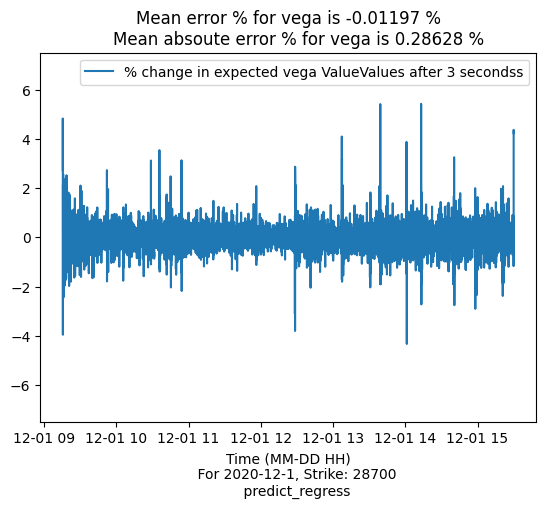 Mean error % for vega is -0.01197 %
Mean absoute error % for vega is 0.28628 %
% change in expected vega ValueValues after 3 secondss
6
4
2
0
−2
−4
−6
12-01 09 12-01 10 12-01 11 12-01 12 12-01 13 12-01 14 12-01 15
Time (MM-DD HH)
For 2020-12-1, Strike: 28700
predict_regress